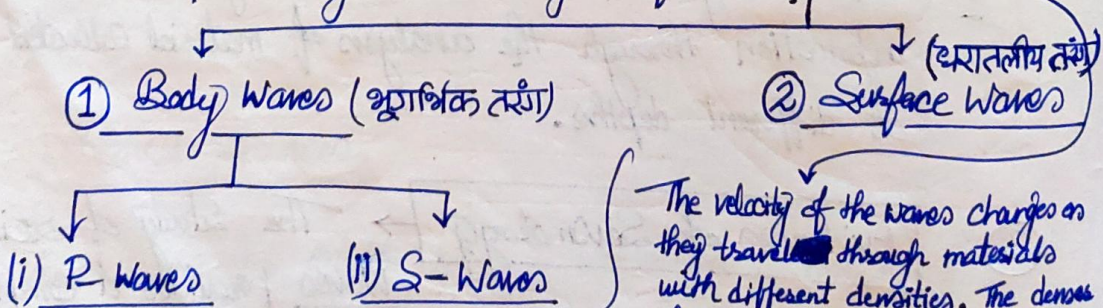 (धरातलीय तरंग)
① Body Waves (भूगर्भिक तरंग)
② Surface Waves
The velocity of the waves changes as
they travel through materials
(i) P-Waves
(ii) S-Waves
with different densities. The denser